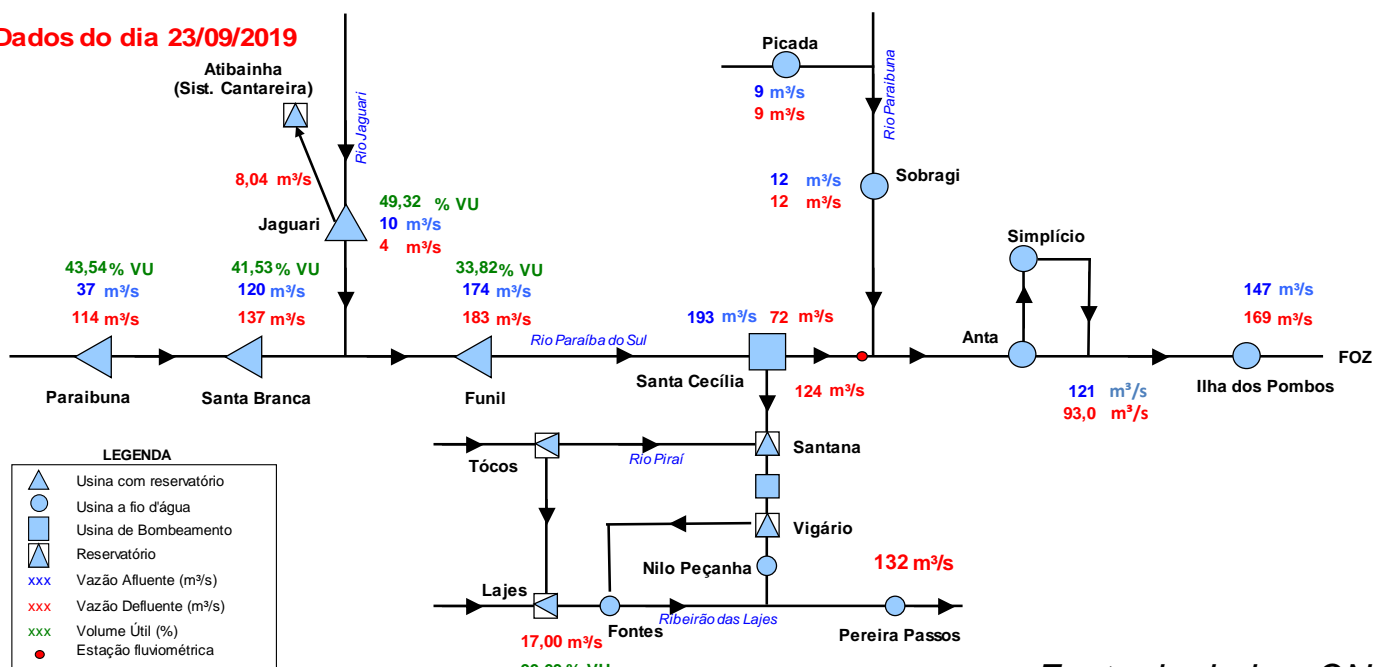 Dados do dia 23/09/2019
Atibainha
(Sist. Cantareira)
Rio Jaguari
8,04 m³/s
Jaguari
49,32 % VU
10 m³/s
4 m³/s
Picada
9 m³/s
9 m³/s
Rio Paraibuna
12 m³/s
12 m³/s
Sobragi
Simplício
43,54 % VU
37 m³/s
114 m³/s
41,53 % VU
120 m³/s
137 m³/s
33,82 % VU
174 m³/s
183 m³/s
193 m³/s 72 m³/s
147 m³/s
169 m³/s
Rio Paraíba do Sul
Anta
FOZ
Paraibuna
Santa Branca
Funil
Santa Cecília
124 m³/s
121 m³/s
93,0 m³/s
Ilha dos Pombos
Tócos
Rio Piraí
Santana
Vigário
Nilo Peçanha
132 m³/s
Lajes
Fontes
Ribeirão das Lajes
Pereira Passos
17,00 m³/s
% VU
LEGENDA
Usina com reservatório
Usina a fio d'água
Usina de Bombeamento
Reservatório
xxx Vazão Afluente (m³/s)
xxx Vazão Defluente (m³/s)
xxx Volume Útil (%)
Estação fluviométrica